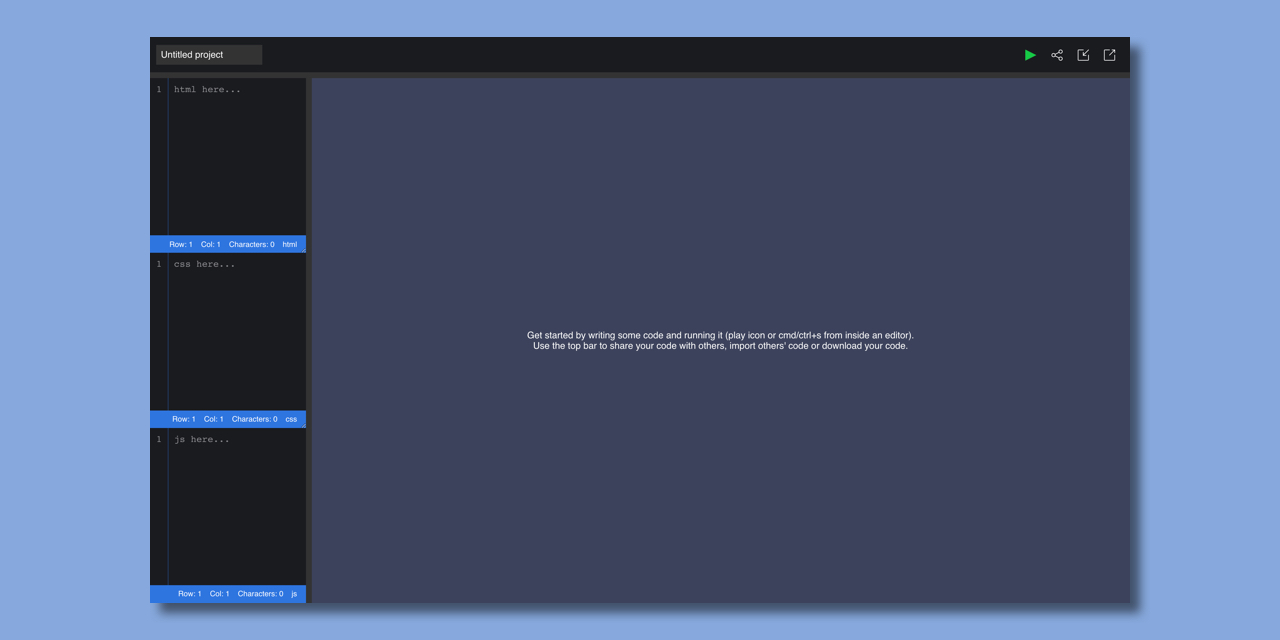 Untitled project
1 html here...
Row: 1 Col: 1 Characters: 0 html
1 css here...
Row: 1 Col: 1 Characters: 0 css
1 js here...
Row: 1 Col: 1 Characters: 0 js
Get started by writing some code and running it (play icon or cmd/ctrl+s from inside an editor).
Use the top bar to share your code with others, import others' code or download your code.